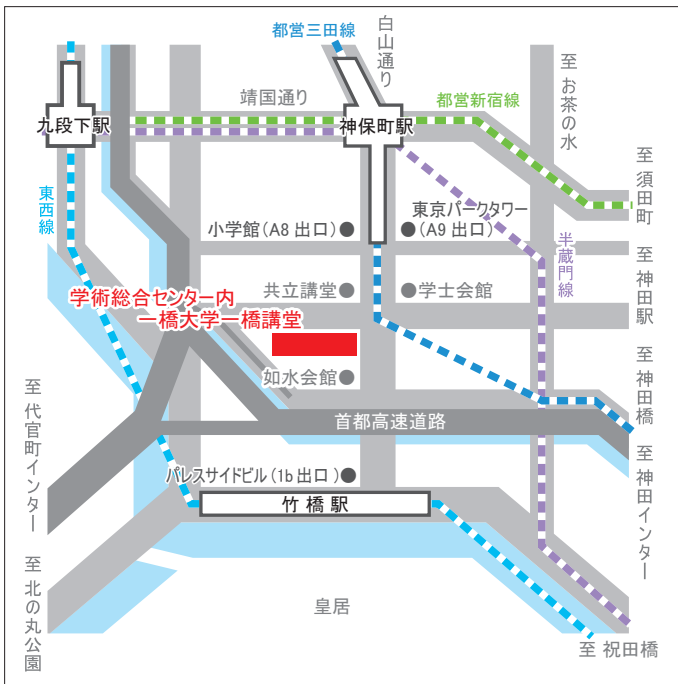 都営三田線
白山通り
至 お茶の水
靖国通り
都営新宿線
九段下駅
神保町駅
至 須田町
東西線
小学館(A8 出口)●
東京パークタワー
●(A9 出口)
半蔵門線
至 神田駅
学術総合センター内
一橋大学一橋講堂
共立講堂●
●学士会館
如水会館●
至 神田橋
至 代官町インター
首都高速道路
至 神田インター
パレスサイドビル(1b 出口)●
竹橋駅
至 北の丸公園
皇居
至 祝田橋